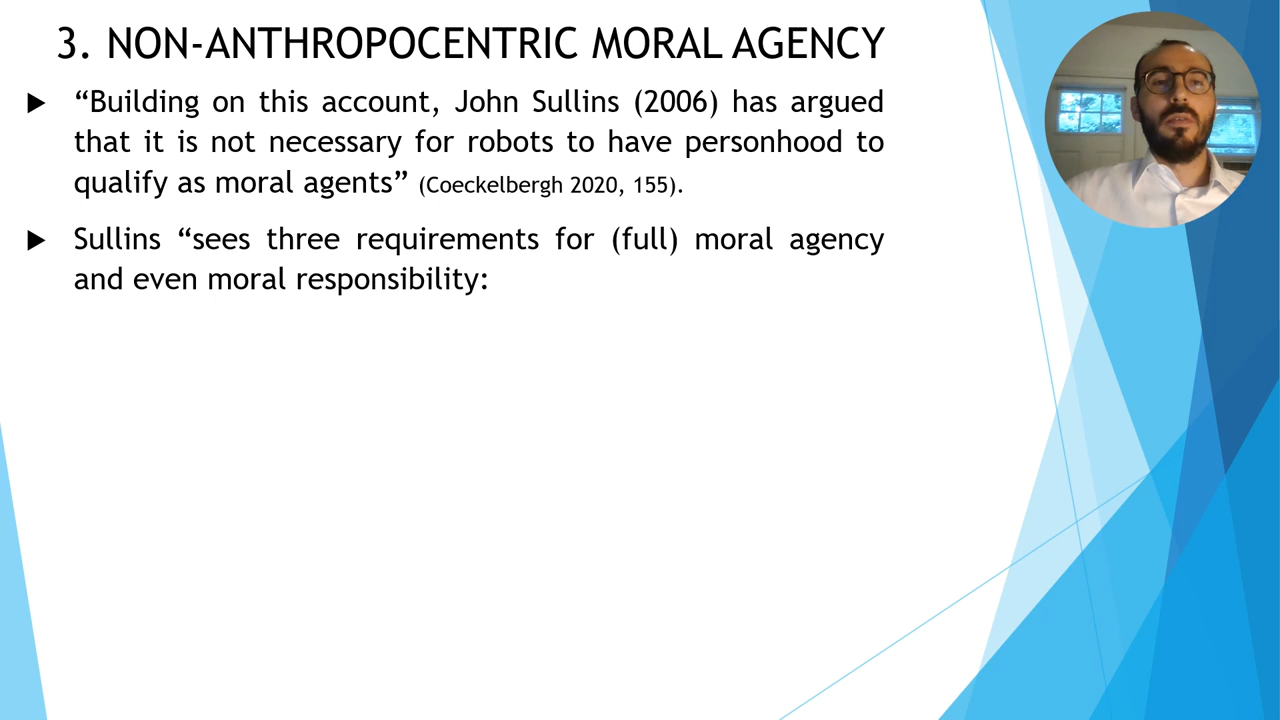 3. NON-ANTHROPOCENTRIC MORAL AGENCY
“Building on this account, John Sullins (2006) has argued
that it is not necessary for robots to have personhood to
qualify as moral agents” (Coeckelbergh 2020, 155).
Sullins “sees three requirements for (full) moral agency
and even moral responsibility: